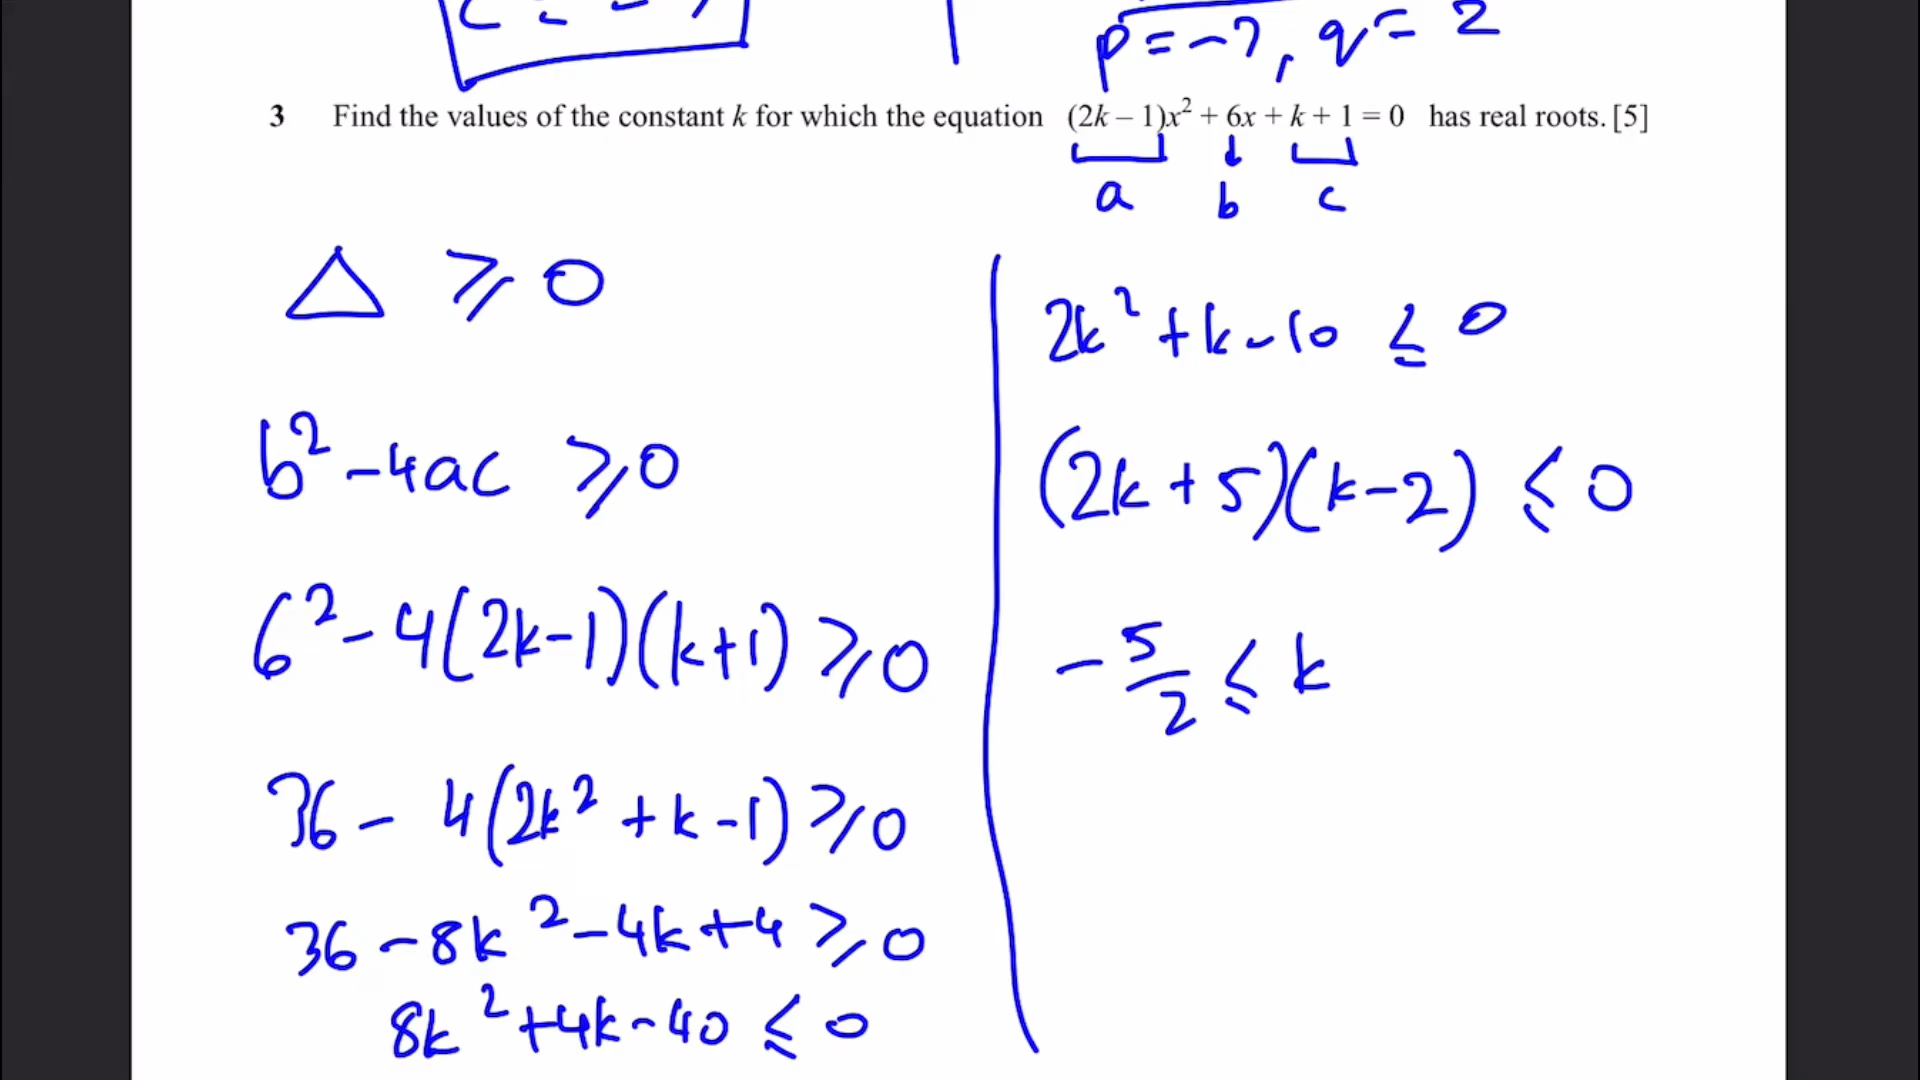 p = -7, q = 2
3 Find the values of the constant k for which the equation (2k – 1)x² + 6x + k + 1 = 0 has real roots. [5]
a b c
△ ⩾ 0
b² - 4ac ⩾ 0
6² - 4(2k-1)(k+1) ⩾ 0
36 - 4(2k² + k - 1) ⩾ 0
36 - 8k² - 4k + 4 ⩾ 0
8k² + 4k - 40 ≤ 0
2k² + k - 10 ≤ 0
(2k + 5)(k - 2) ≤ 0
- 5/2 ≤ k